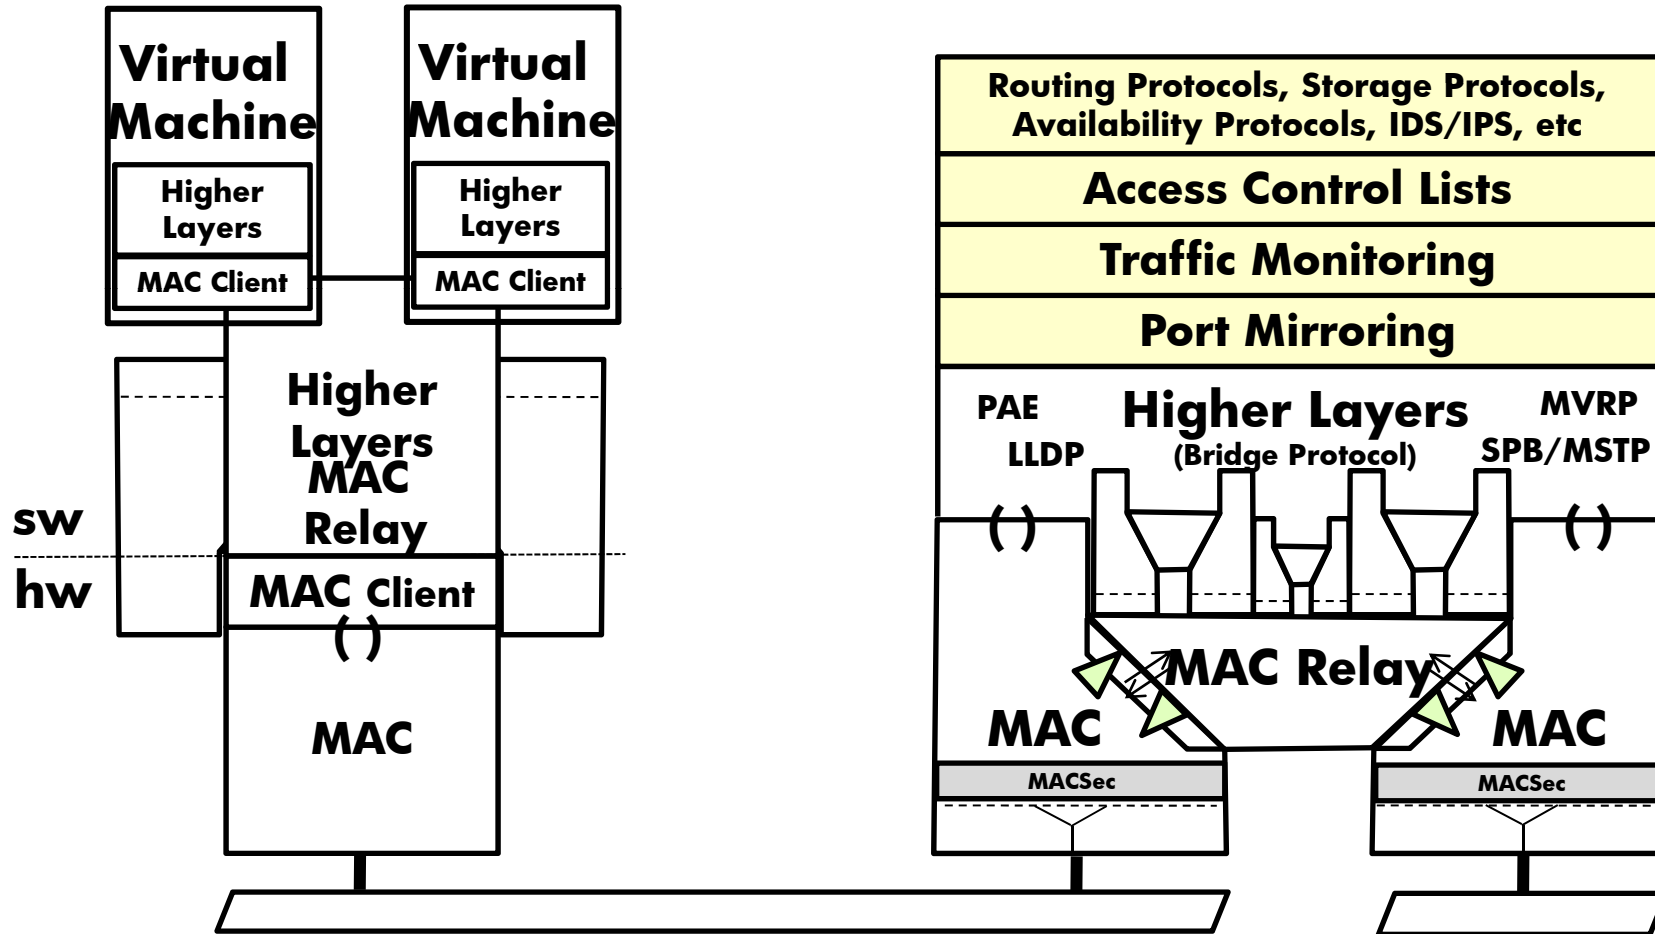 Virtual
Machine
Higher
Layers
MAC Client
Virtual
Machine
Higher
Layers
MAC Client
Higher
Layers
MAC
Relay
sw
hw
MAC Client
( )
MAC
Routing Protocols, Storage Protocols,
Availability Protocols, IDS/IPS, etc
Access Control Lists
Traffic Monitoring
Port Mirroring
PAE
LLDP
Higher Layers
(Bridge Protocol)
MVRP
SPB/MSTP
( )
( )
MAC Relay
MAC
MAC
MACSec
MACSec